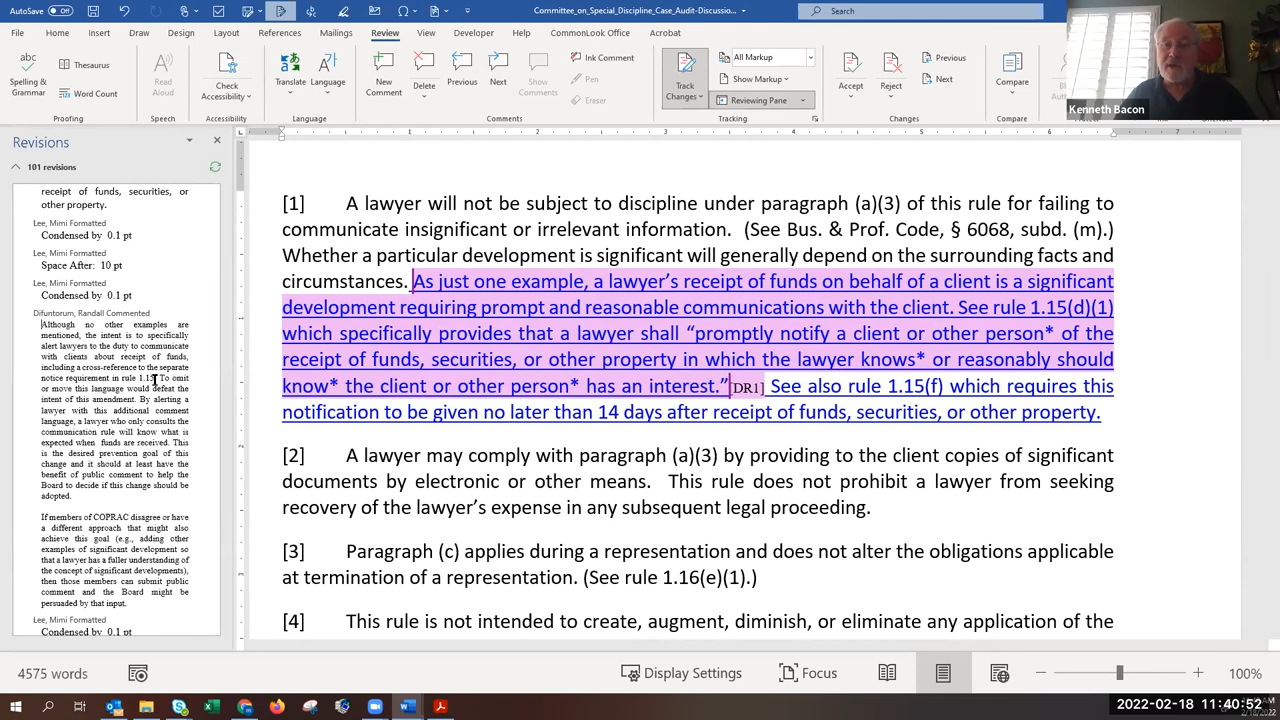 AutoSave Off
Committee_on_Special_Discipline_Case_Audit-Discussio...
Search
File Home Insert Draw Design Layout References Mailings Review View Developer Help CommonLook Office Acrobat
abc
Spelling &
Grammar
Thesaurus
Word Count
Proofing
Read
Aloud
Speech
Check
Accessibility
Accessibility
Translate
Language
Language
New
Comment
Delete
Previous
Next
Show
Comments
Ink Comment
Pen
Eraser
Comments
Track
Changes
All Markup
Show Markup
Reviewing Pane
Tracking
Accept
Reject
Previous
Next
Changes
Compare
Compare
Kenneth Bacon
Revisions
101 revisions
receipt of funds, securities, or
other property.
Lee, Mimi Formatted
Condensed by 0.1 pt
Lee, Mimi Formatted
Space After: 10 pt
Lee, Mimi Formatted
Condensed by 0.1 pt
Difuntorum, Randall Commented
Although no other examples are
mentioned, the intent is to specifically
alert lawyers to the duty to communicate
with clients about receipt of funds,
including a cross-reference to the separate
notice requirement in rule 1.15. To omit
or move this language would defeat the
intent of this amendment. By alerting a
lawyer with this additional comment
language, a lawyer who only consults the
communication rule will know what is
expected when funds are received. This
is the desired prevention goal of this
change and it should at least have the
benefit of public comment to help the
Board to decide if this change should be
adopted.
If members of COPRAC disagree or have
a different approach that might also
achieve this goal (e.g., adding other
examples of significant development so
that a lawyer has a fuller understanding of
the concept of significant developments),
then those members can submit public
comment and the Board might be
persuaded by that input.
Lee, Mimi Formatted
Condensed by 0.1 pt
1 2 3 4 5 6 7
[1] A lawyer will not be subject to discipline under paragraph (a)(3) of this rule for failing to
communicate insignificant or irrelevant information. (See Bus. & Prof. Code, § 6068, subd. (m).)
Whether a particular development is significant will generally depend on the surrounding facts and
circumstances. As just one example, a lawyer’s receipt of funds on behalf of a client is a significant
development requiring prompt and reasonable communications with the client. See rule 1.15(d)(1)
which specifically provides that a lawyer shall “promptly notify a client or other person* of the
receipt of funds, securities, or other property in which the lawyer knows* or reasonably should
know* the client or other person* has an interest.”[DR1] See also rule 1.15(f) which requires this
notification to be given no later than 14 days after receipt of funds, securities, or other property.
[2] A lawyer may comply with paragraph (a)(3) by providing to the client copies of significant
documents by electronic or other means. This rule does not prohibit a lawyer from seeking
recovery of the lawyer’s expense in any subsequent legal proceeding.
[3] Paragraph (c) applies during a representation and does not alter the obligations applicable
at termination of a representation. (See rule 1.16(e)(1).)
[4] This rule is not intended to create, augment, diminish, or eliminate any application of the
4575 words
Display Settings
Focus
100%
2022-02-18 11:40:52